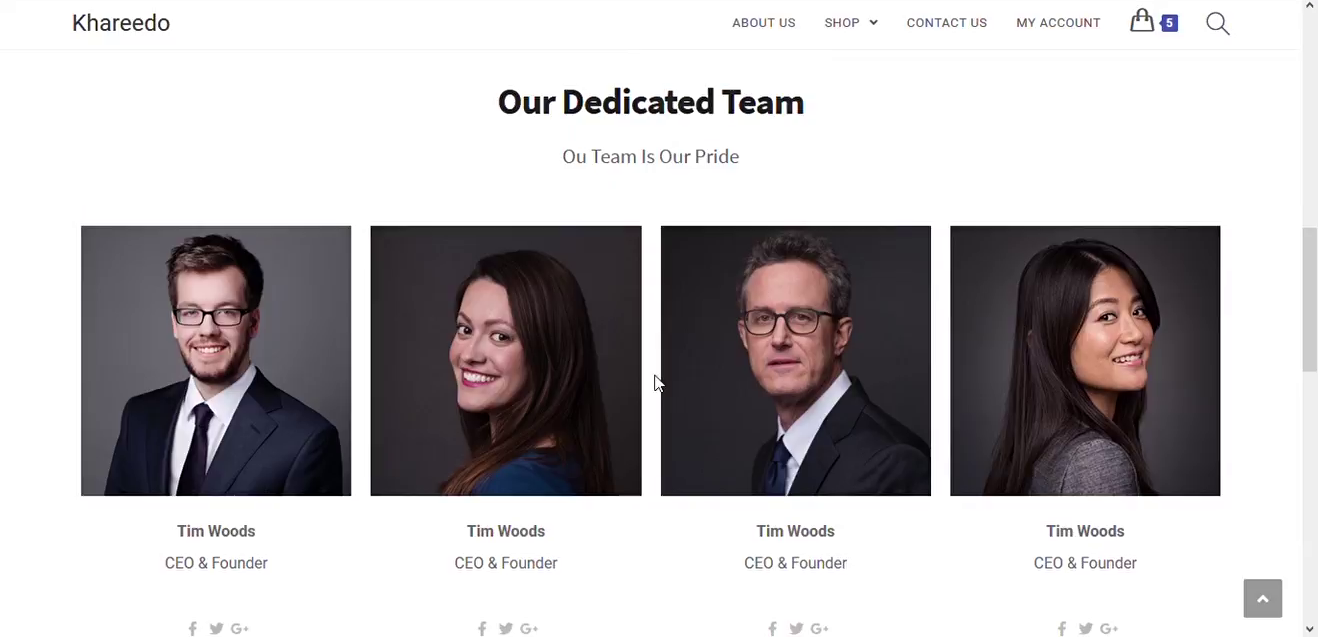 Khareedo
ABOUT US
SHOP
CONTACT US
MY ACCOUNT
5
Our Dedicated Team
Ou Team Is Our Pride
Tim Woods
CEO & Founder
Tim Woods
CEO & Founder
Tim Woods
CEO & Founder
Tim Woods
CEO & Founder